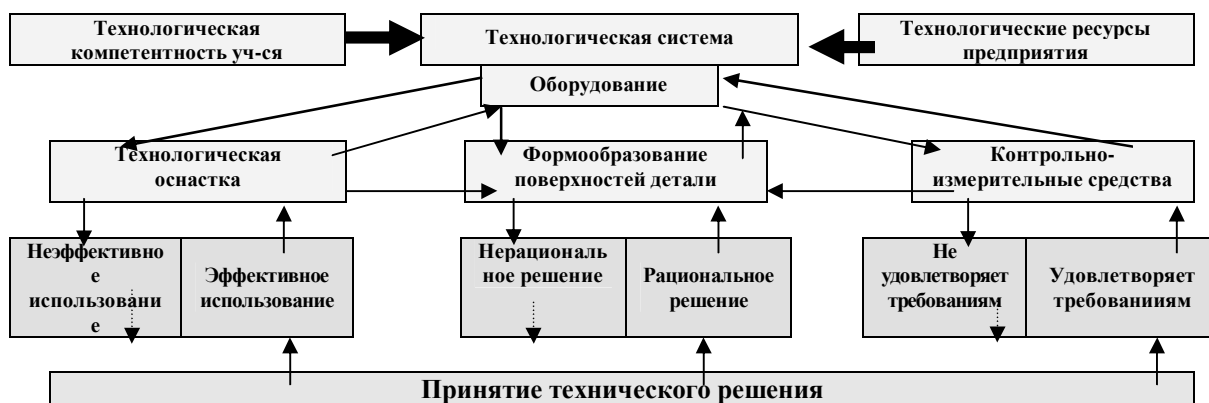 Технологическая
компетентность уч-ся
Технологическая система
Технологические ресурсы
предприятия
Оборудование
Технологическая
оснастка
Формообразование
поверхностей детали
Контрольно-
измерительные средства
Неэффективно
е
использовани
е
Эффективное
использование
Нерациональ
ное решение
Рациональное
решение
Не
удовлетворяет
требованиям
Удовлетворяет
требованииям
Принятие технического решения